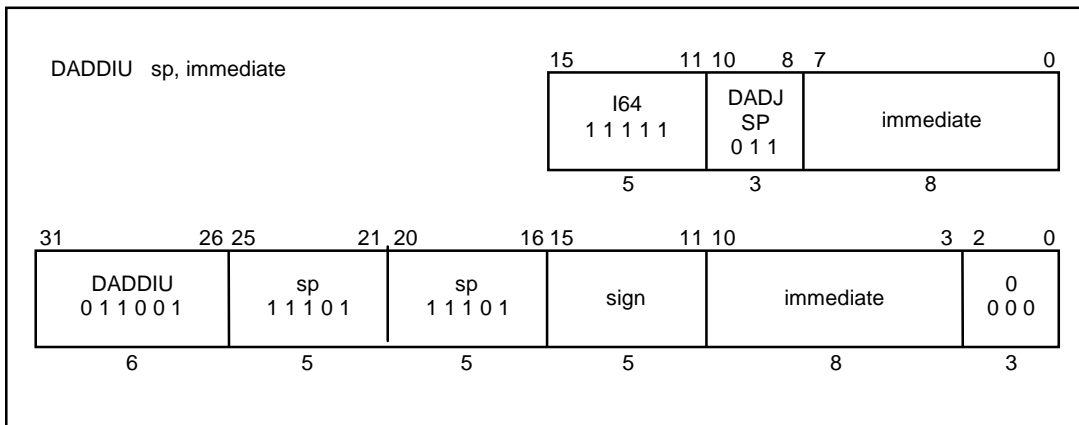 DADDIU sp, immediate
15 11 10 8 7 0
I64 DADJ immediate
1 1 1 1 1 SP
0 1 1
5 3 8
31 26 25 21 20 16 15 11 10 3 2 0
DADDIU sp sp sign immediate 0
0 1 1 0 0 1 1 1 1 0 1 1 1 1 0 1 0 0 0
6 5 5 5 8 3